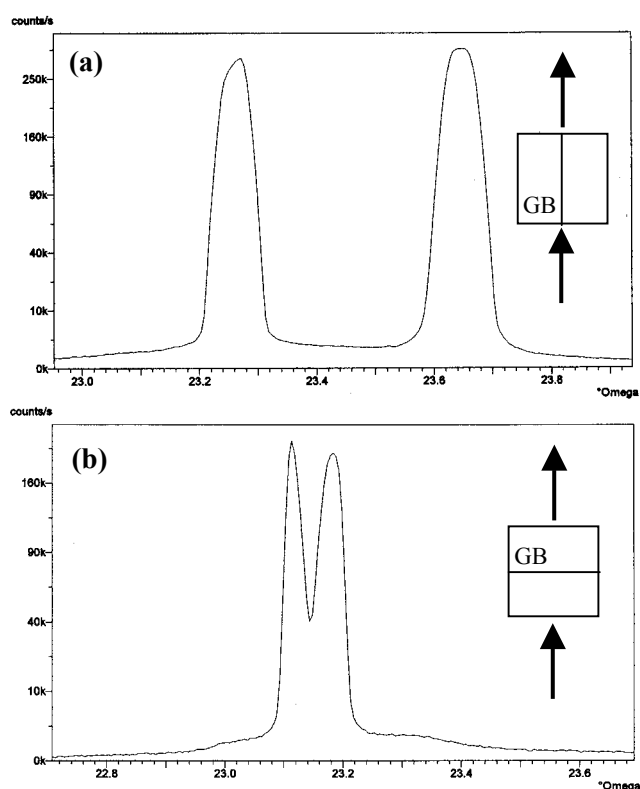 counts/s
(a)
250k
160k
90k
40k
10k
0k
GB
23.0 23.2 23.4 23.6 23.8
°Omega
counts/s
(b)
160k
90k
40k
10k
0k
GB
22.8 23.0 23.2 23.4 23.6
°Omega